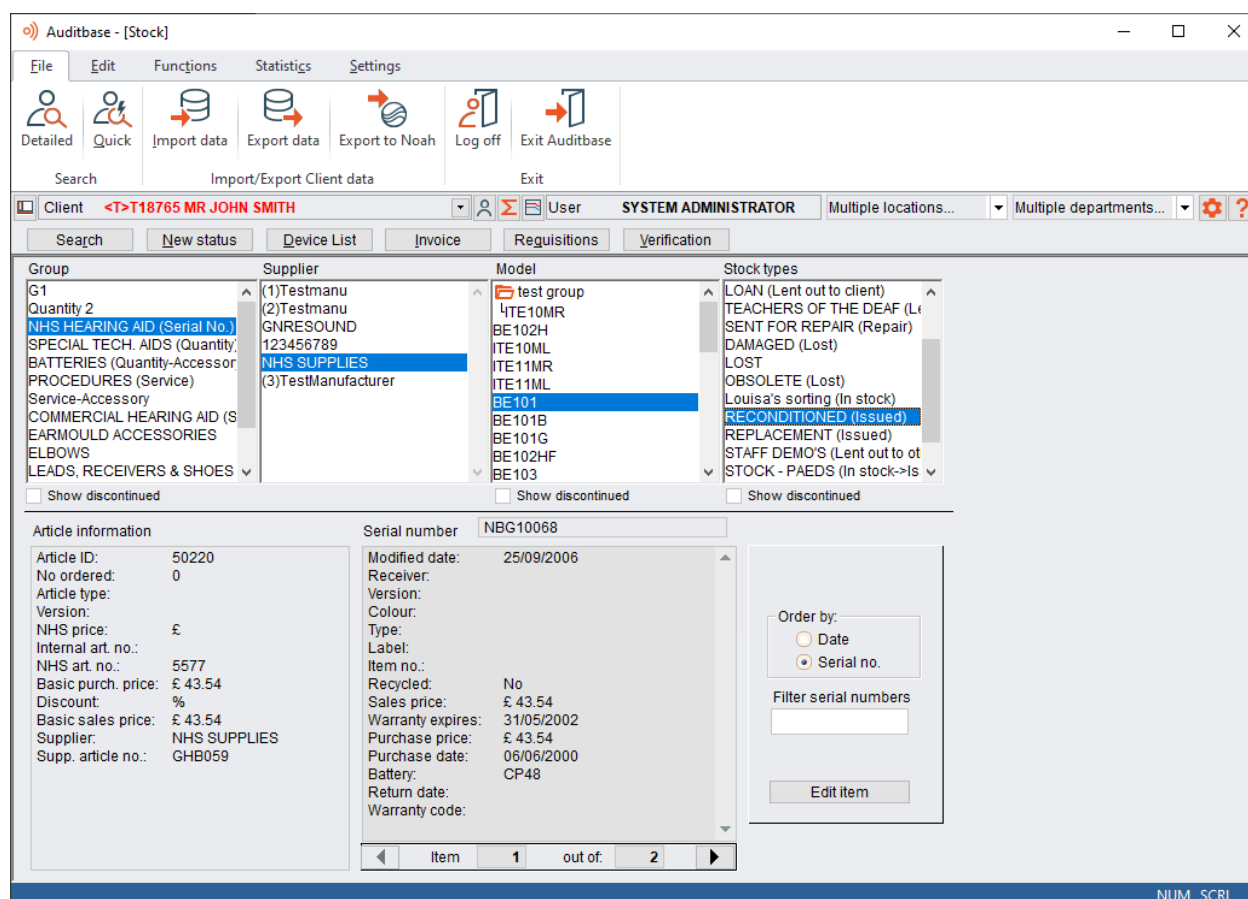 Auditbase - [Stock]
File Edit Functions Statistics Settings
Detailed Quick Import data Export data Export to Noah Log off Exit Auditbase
Search Import/Export Client data Exit
Client <T>T18765 MR JOHN SMITH User SYSTEM ADMINISTRATOR Multiple locations... Multiple departments... ?
Search New status Device List Invoice Requisitions Verification
Group Supplier Model Stock types
G1
Quantity 2
NHS HEARING AID (Serial No.)
SPECIAL TECH. AIDS (Quantity)
BATTERIES (Quantity-Accessor
PROCEDURES (Service)
Service-Accessory
COMMERCIAL HEARING AID (S
EARMOULD ACCESSORIES
ELBOWS
LEADS, RECEIVERS & SHOES
Show discontinued
(1)Testmanu
(2)Testmanu
GNRESOUND
123456789
NHS SUPPLIES
(3)TestManufacturer
test group
ITE10MR
BE102H
ITE10ML
ITE11MR
ITE11ML
BE101
BE101B
BE101G
BE102HF
BE103
Show discontinued
LOAN (Lent out to client)
TEACHERS OF THE DEAF (Le
SENT FOR REPAIR (Repair)
DAMAGED (Lost)
LOST
OBSOLETE (Lost)
Louisa's sorting (In stock)
RECONDITIONED (Issued)
REPLACEMENT (Issued)
STAFF DEMO'S (Lent out to ot
STOCK - PAEDS (In stock->Is
Show discontinued
Article information
Article ID: 50220
No ordered: 0
Article type:
Version:
NHS price: £
Internal art. no.:
NHS art. no.: 5577
Basic purch. price: £ 43.54
Discount: %
Basic sales price: £ 43.54
Supplier: NHS SUPPLIES
Supp. article no.: GHB059
Serial number NBG10068
Modified date: 25/09/2006
Receiver:
Version:
Colour:
Type:
Label:
Item no.:
Recycled: No
Sales price: £ 43.54
Warranty expires: 31/05/2002
Purchase price: £ 43.54
Purchase date: 06/06/2000
Battery: CP48
Return date:
Warranty code:
Item 1 out of: 2
Order by:
Date
Serial no.
Filter serial numbers
Edit item
NUM SCRL